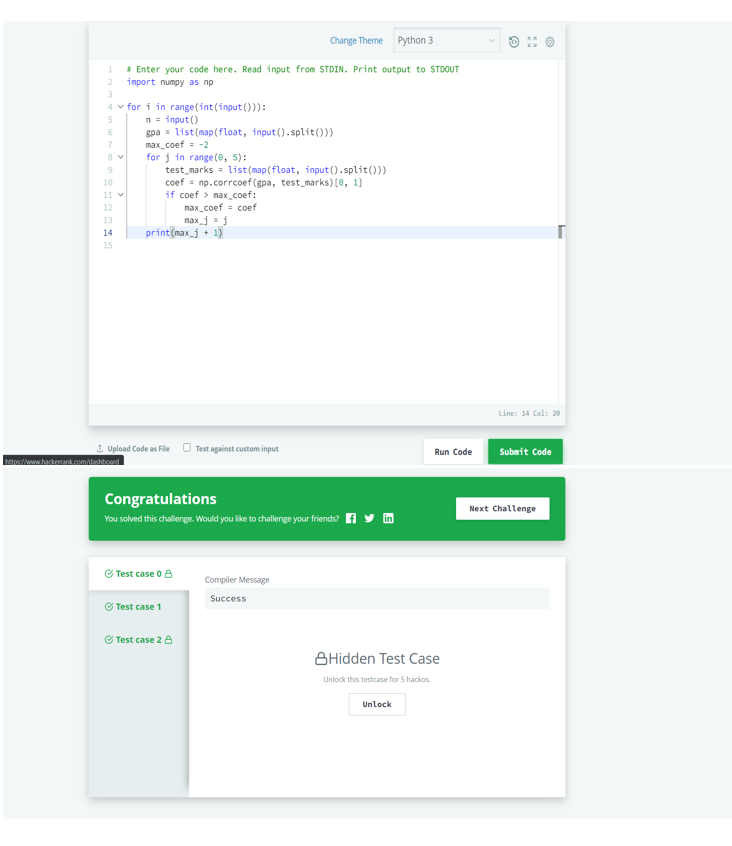 Change Theme Python 3
1 # Enter your code here. Read input from STDIN. Print output to STDOUT
2 import numpy as np
3
4 for i in range(int(input())):
5     n = input()
6     gpa = list(map(float, input().split()))
7     max_coef = -2
8     for j in range(0, 5):
9         test_marks = list(map(float, input().split()))
10         coef = np.corrcoef(gpa, test_marks)[0, 1]
11         if coef > max_coef:
12             max_coef = coef
13             max_j = j
14     print(max_j + 1)
15
Line: 14 Col: 20
Upload Code as File Test against custom input Run Code Submit Code
https://www.hackerrank.com/dashboard
Congratulations
You solved this challenge. Would you like to challenge your friends?
Next Challenge
Test case 0
Test case 1
Test case 2
Compiler Message
Success
Hidden Test Case
Unlock this testcase for 5 hackos.
Unlock